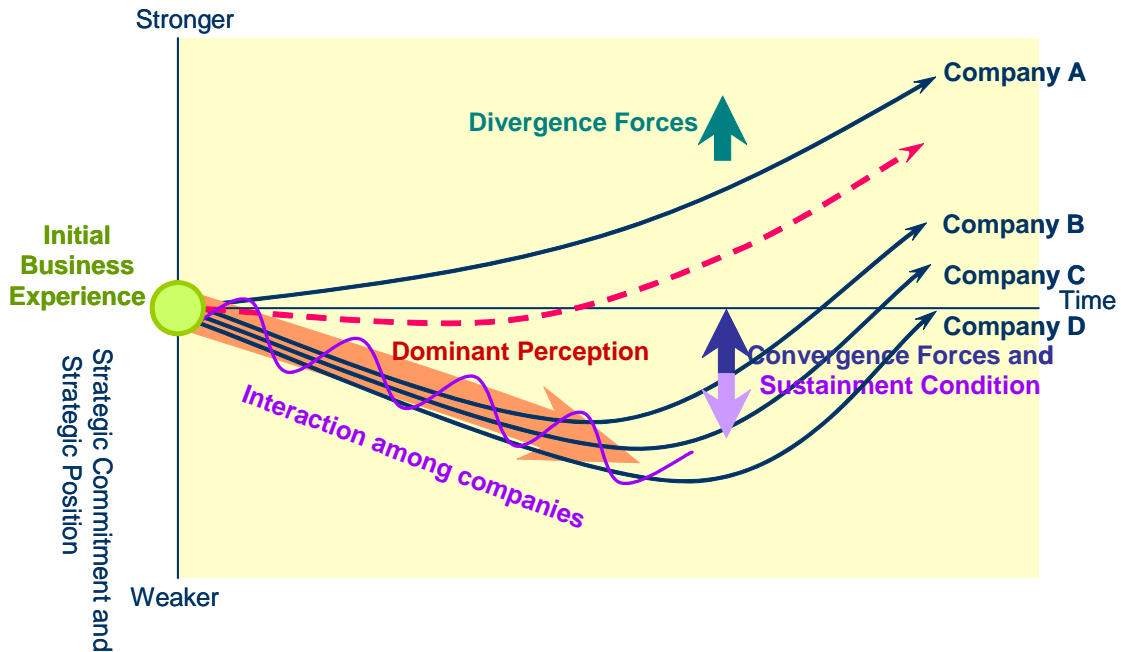 Stronger
Company A
Divergence Forces
Company B
Initial
Business
Experience
Company C
Time
Company D
Dominant Perception
Convergence Forces and
Sustainment Condition
Interaction among companies
Strategic Commitment and
Strategic Position
Weaker